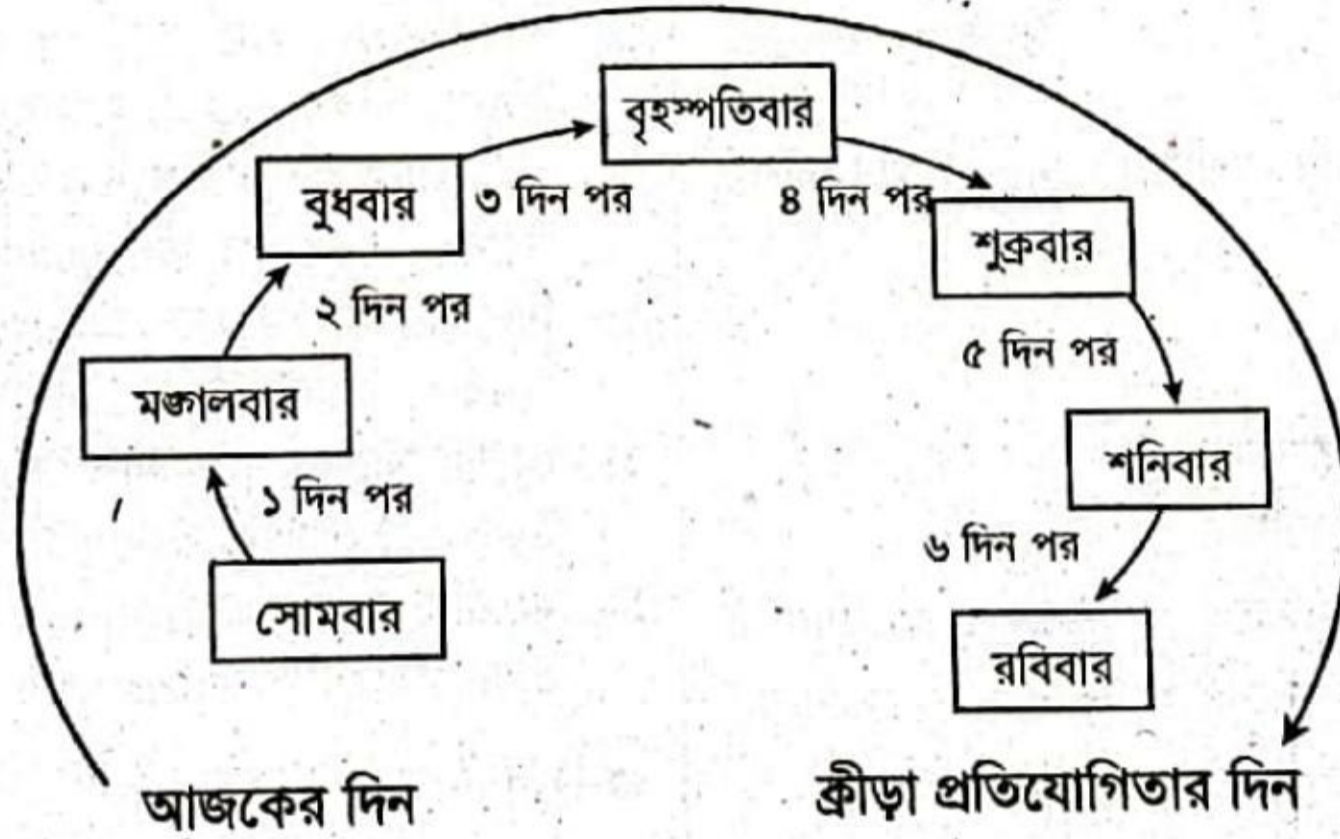 বৃহস্পতিবার
বুধবার
৩ দিন পর
৪ দিন পর
শুক্রবার
২ দিন পর
৫ দিন পর
মঙ্গলবার
শনিবার
১ দিন পর
৬ দিন পর
সোমবার
রবিবার
আজকের দিন
ক্রীড়া প্রতিযোগিতার দিন